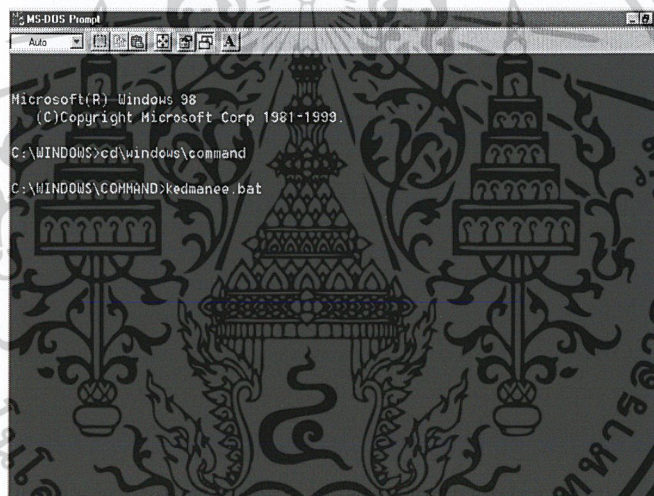 MS-DOS Prompt
Auto
A
Microsoft(R) Windows 98
(C)Copyright Microsoft Corp 1981-1999.
C:\WINDOWS>cd\windows\command
C:\WINDOWS\COMMAND>kedmanee.bat